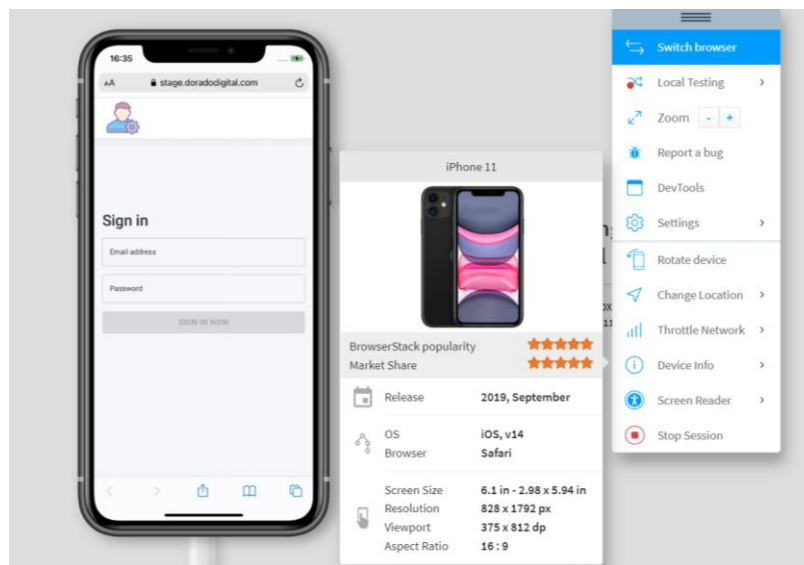 16:35
AA stage.doradodigital.com
Sign in
Email address
Password
SIGN IN NOW
iPhone 11
BrowserStack popularity
Market Share
Release 2019, September
OS iOS, v14
Browser Safari
Screen Size 6.1 in - 2.98 x 5.94 in
Resolution 828 x 1792 px
Viewport 375 x 812 dp
Aspect Ratio 16 : 9
Switch browser
Local Testing
Zoom - +
Report a bug
DevTools
Settings
Rotate device
Change Location
Throttle Network
Device Info
Screen Reader
Stop Session